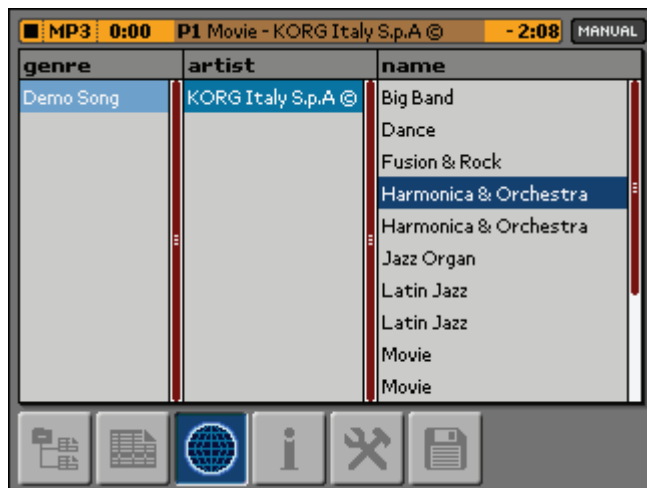 MP3 0:00 P1 Movie - KORG Italy S.p.A © - 2:08 MANUAL
genre artist name
Demo Song KORG Italy S.p.A © Big Band
Dance
Fusion & Rock
Harmonica & Orchestra
Harmonica & Orchestra
Jazz Organ
Latin Jazz
Latin Jazz
Movie
Movie